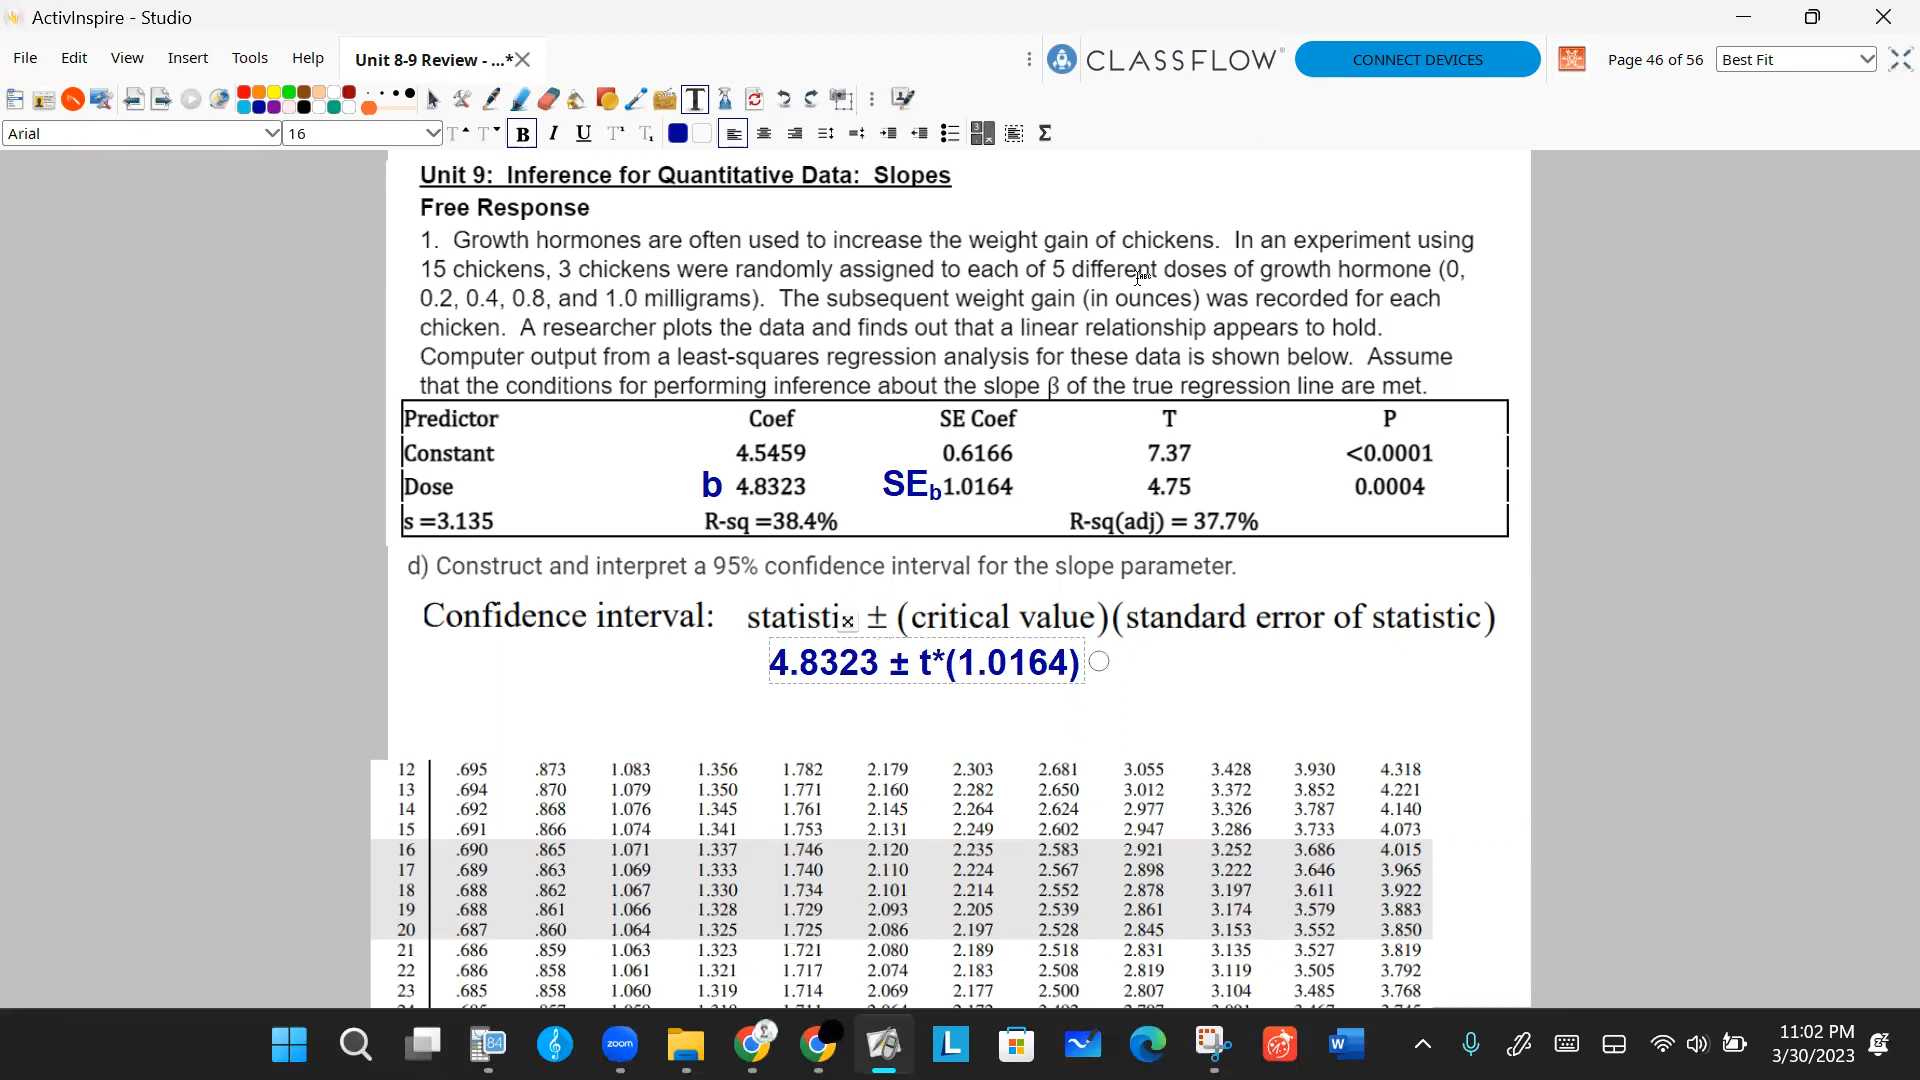 ActivInspire - Studio
File Edit View Insert Tools Help
Unit 8-9 Review - ...*
CLASSFLOW
CONNECT DEVICES
Page 46 of 56
Best Fit
Arial
16
Unit 9: Inference for Quantitative Data: Slopes
Free Response
1. Growth hormones are often used to increase the weight gain of chickens. In an experiment using
15 chickens, 3 chickens were randomly assigned to each of 5 different doses of growth hormone (0,
0.2, 0.4, 0.8, and 1.0 milligrams). The subsequent weight gain (in ounces) was recorded for each
chicken. A researcher plots the data and finds out that a linear relationship appears to hold.
Computer output from a least-squares regression analysis for these data is shown below. Assume
that the conditions for performing inference about the slope β of the true regression line are met.
Predictor Coef SE Coef T P
Constant 4.5459 0.6166 7.37 <0.0001
Dose b 4.8323 SEb 1.0164 4.75 0.0004
s =3.135 R-sq =38.4% R-sq(adj) = 37.7%
d) Construct and interpret a 95% confidence interval for the slope parameter.
Confidence interval: statisti ± (critical value)(standard error of statistic)
4.8323 ± t*(1.0164)
12 .695 .873 1.083 1.356 1.782 2.179 2.303 2.681 3.055 3.428 3.930 4.318
13 .694 .870 1.079 1.350 1.771 2.160 2.282 2.650 3.012 3.372 3.852 4.221
14 .692 .868 1.076 1.345 1.761 2.145 2.264 2.624 2.977 3.326 3.787 4.140
15 .691 .866 1.074 1.341 1.753 2.131 2.249 2.602 2.947 3.286 3.733 4.073
16 .690 .865 1.071 1.337 1.746 2.120 2.235 2.583 2.921 3.252 3.686 4.015
17 .689 .863 1.069 1.333 1.740 2.110 2.224 2.567 2.898 3.222 3.646 3.965
18 .688 .862 1.067 1.330 1.734 2.101 2.214 2.552 2.878 3.197 3.611 3.922
19 .688 .861 1.066 1.328 1.729 2.093 2.205 2.539 2.861 3.174 3.579 3.883
20 .687 .860 1.064 1.325 1.725 2.086 2.197 2.528 2.845 3.153 3.552 3.850
21 .686 .859 1.063 1.323 1.721 2.080 2.189 2.518 2.831 3.135 3.527 3.819
22 .686 .858 1.061 1.321 1.717 2.074 2.183 2.508 2.819 3.119 3.505 3.792
23 .685 .858 1.060 1.319 1.714 2.069 2.177 2.500 2.807 3.104 3.485 3.768
84
zoom
L
W
11:02 PM
3/30/2023